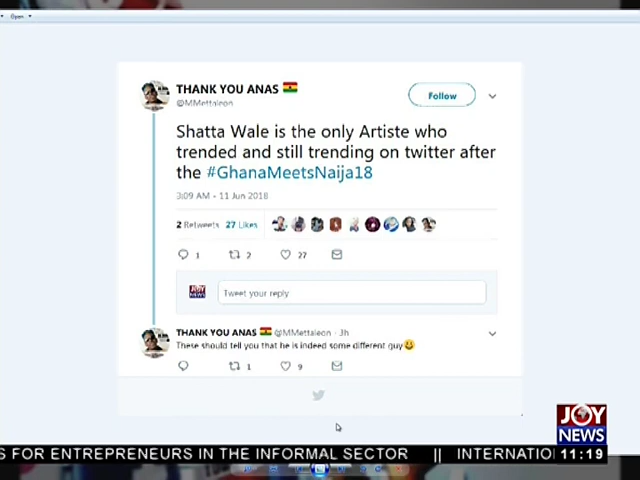 Open
THANK YOU ANAS
@MMettaleon
Follow
Shatta Wale is the only Artiste who
trended and still trending on twitter after
the #GhanaMeetsNaija18
3:09 AM - 11 Jun 2018
2 Retweets 27 Likes
1 2 27
JOY
NEWS
Tweet your reply
THANK YOU ANAS @MMettaleon · 3h
These should tell you that he is indeed some different guy
1 9
JOY
NEWS
S FOR ENTREPRENEURS IN THE INFORMAL SECTOR || INTERNATIO
11:19